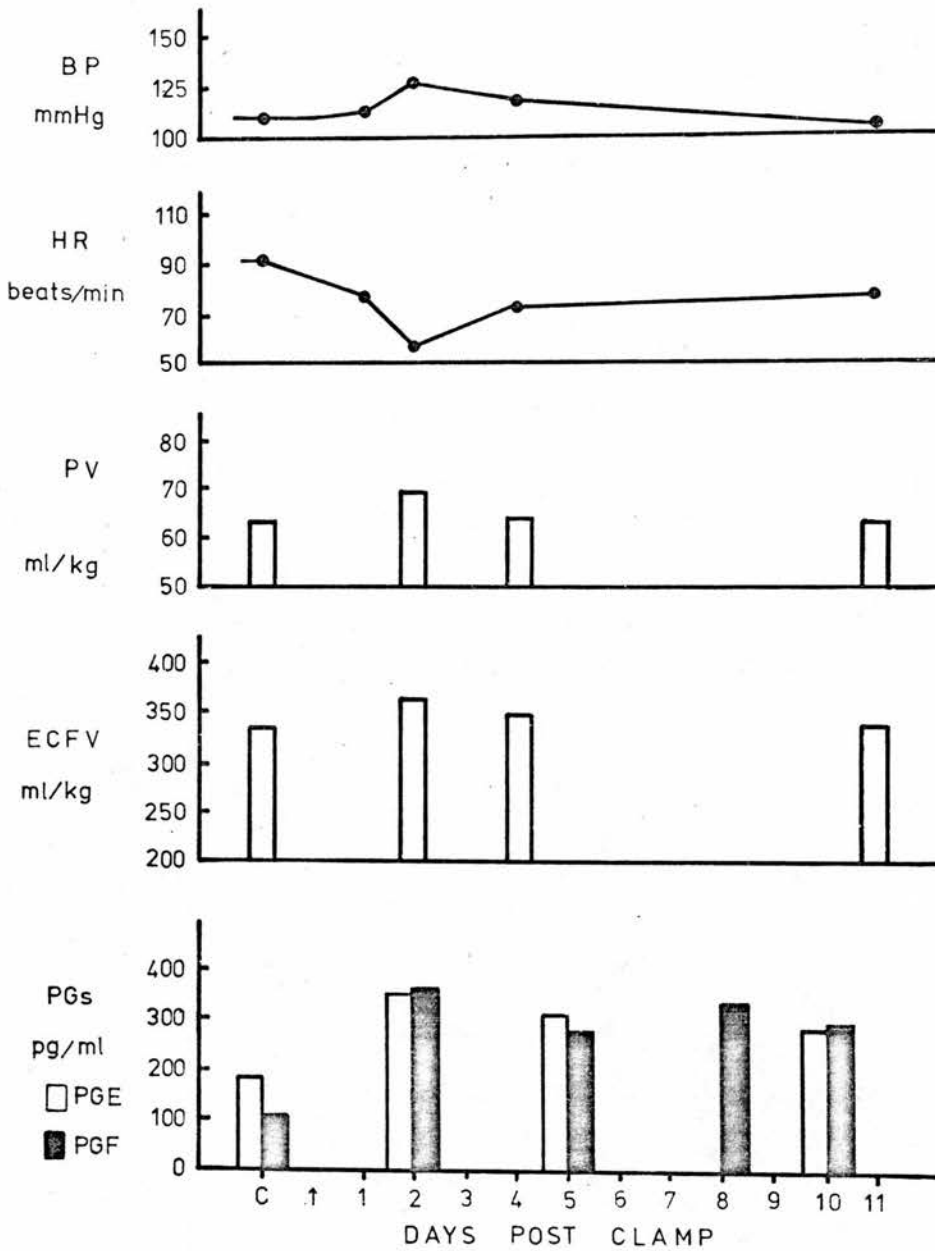 150
BP
125
mmHg
100
110
HR
90
beats/min
70
50
80
PV
70
60
ml/kg
50
400
350
ECFV
300
ml/kg
250
200
400
PGs
300
pg/ml
200
PGE
100
PGF
0
C ↑ 1 2 3 4 5 6 7 8 9 10 11
DAYS POST CLAMP